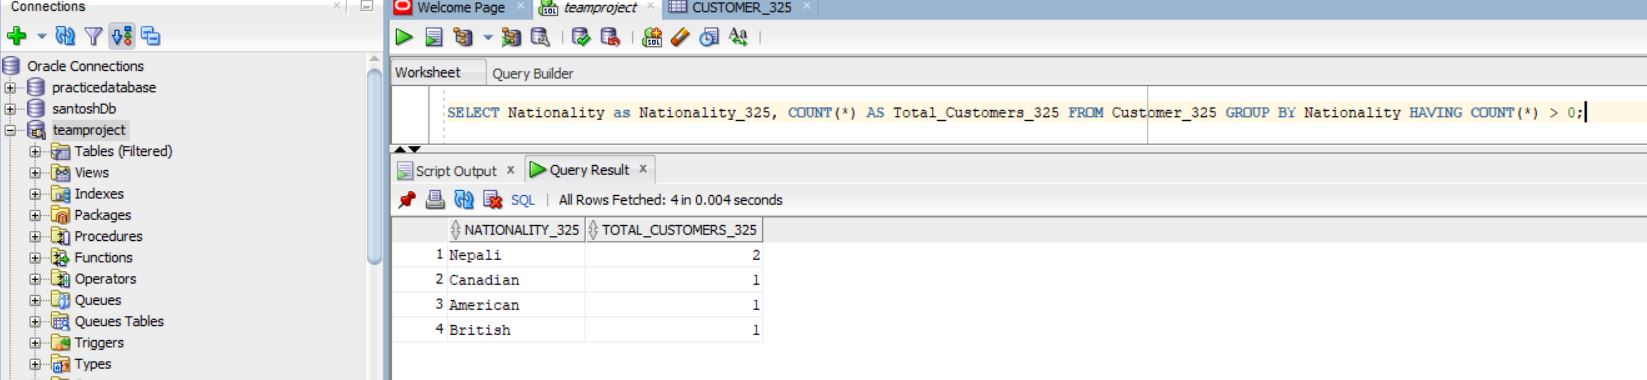 Connections
Welcome Page
teamproject
CUSTOMER_325
Oracle Connections
practicedatabase
santoshDb
teamproject
Tables (Filtered)
Views
Indexes
Packages
Procedures
Functions
Operators
Queues
Queues Tables
Triggers
Types
Worksheet
Query Builder
SELECT Nationality as Nationality_325, COUNT(*) AS Total_Customers_325 FROM Customer_325 GROUP BY Nationality HAVING COUNT(*) > 0;
Script Output x
Query Result x
SQL | All Rows Fetched: 4 in 0.004 seconds
NATIONALITY_325 TOTAL_CUSTOMERS_325
1 Nepali 2
2 Canadian 1
3 American 1
4 British 1